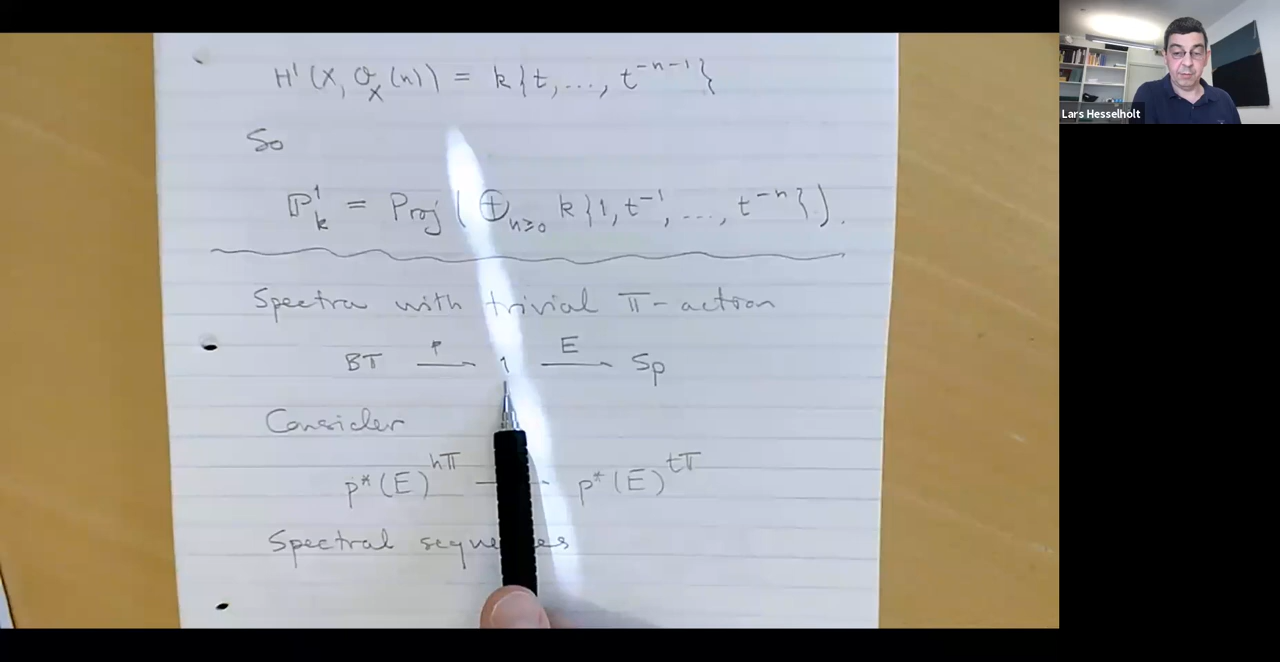 H¹(X, O_X(n)) = k{t, ..., t^{-n-1}}
So
ℙ¹_k = Proj(⊕_{n≥0} k{1, t^{-1}, ..., t^{-n}}).
Spectra with trivial 𝕋-action
B𝕋 —p→ 1 —E→ Sp
Consider
p*(E)^{h𝕋} p*(E)^{t𝕋}
Spectral
Lars Hesselholt